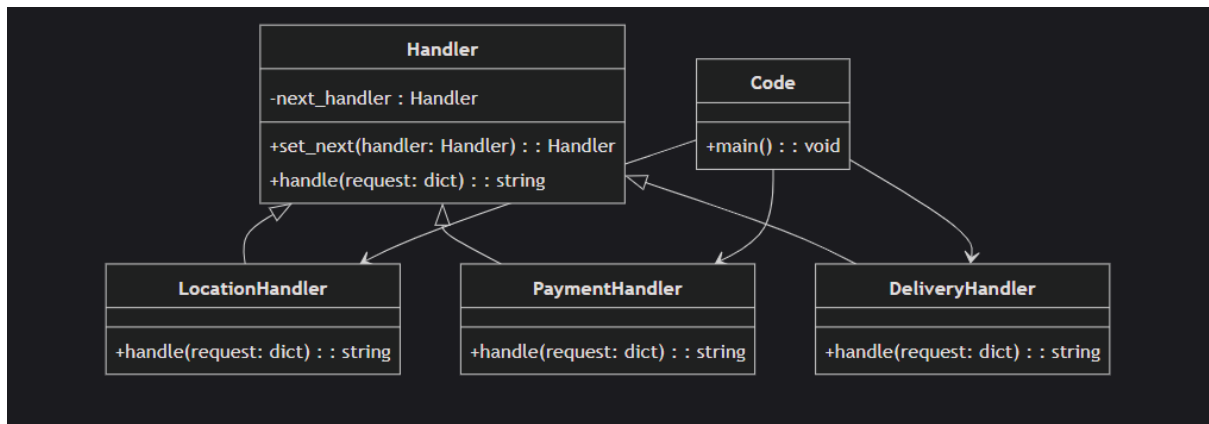 Handler
-next_handler : Handler
+set_next(handler: Handler) : : Handler
+handle(request: dict) : : string
Code
+main() : : void
LocationHandler
+handle(request: dict) : : string
PaymentHandler
+handle(request: dict) : : string
DeliveryHandler
+handle(request: dict) : : string